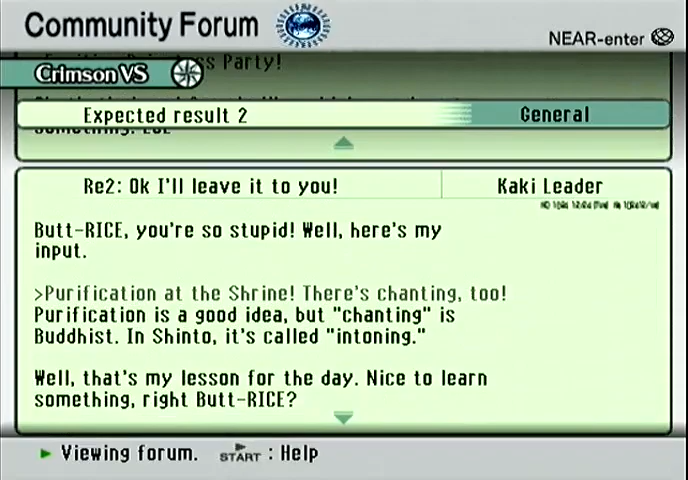 Community Forum
NEAR-enter
ss Party!
Crimson VS
Expected result 2 General
something. LOL
Re2: Ok I'll leave it to you! Kaki Leader
Butt-RICE, you're so stupid! Well, here's my
input.
>Purification at the Shrine! There's chanting, too!
Purification is a good idea, but "chanting" is
Buddhist. In Shinto, it's called "intoning."
Well, that's my lesson for the day. Nice to learn
something, right Butt-RICE?
Viewing forum. START : Help